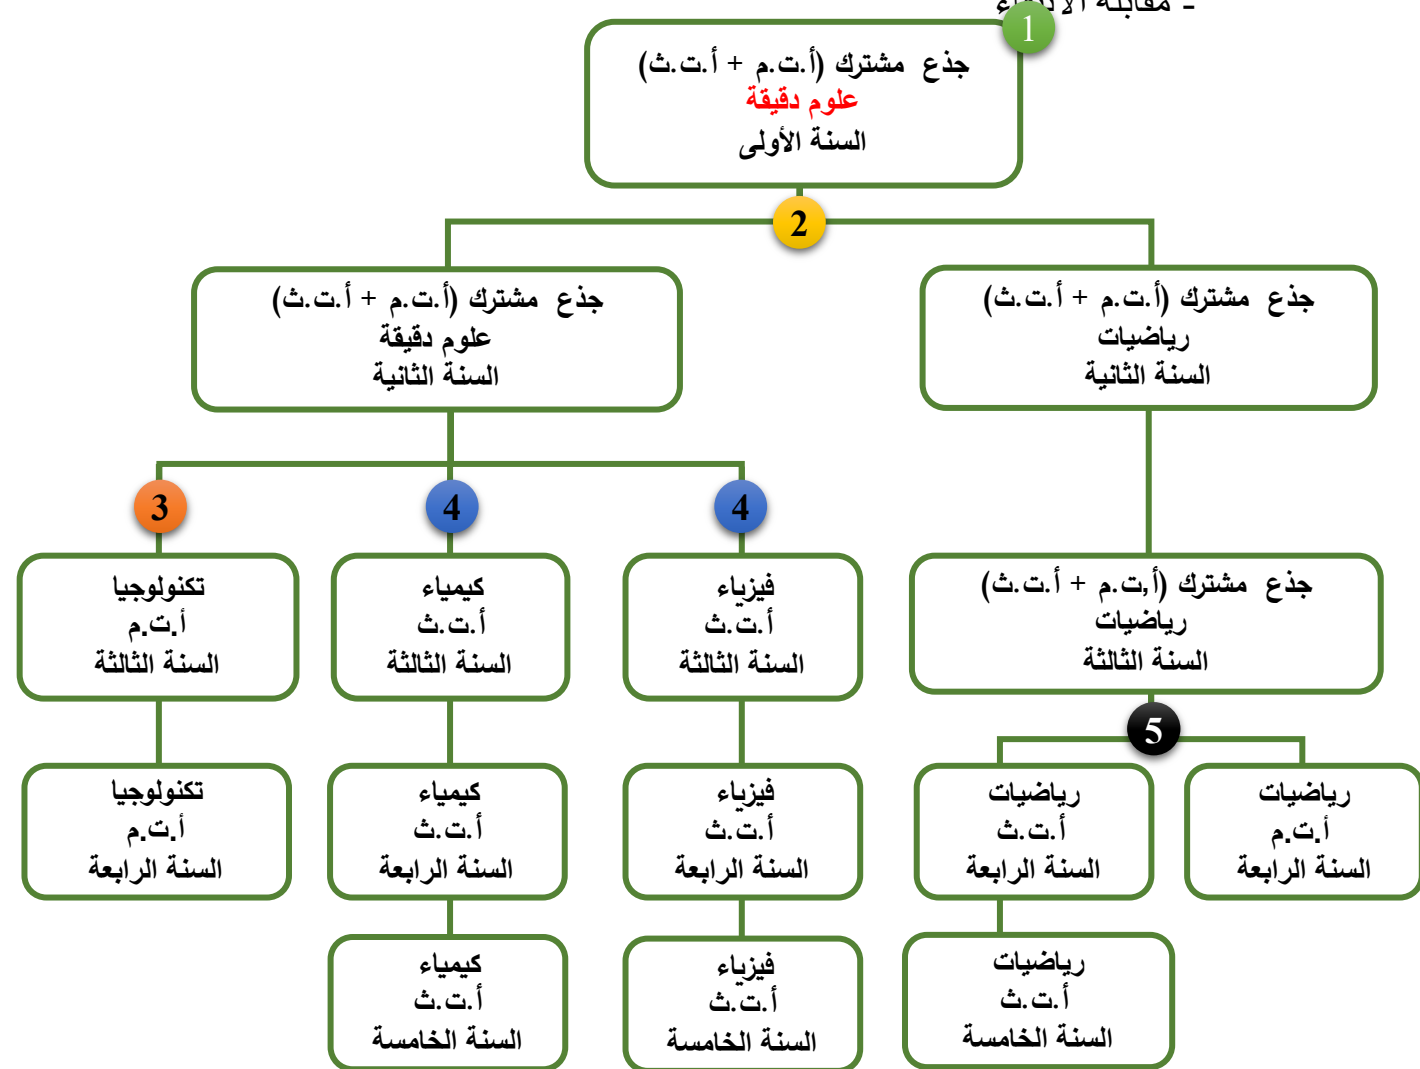 - مقابلة الانتقاء
1
جذع مشترك (أ.ت.م + أ.ت.ث)
علوم دقيقة
السنة الأولى
2
جذع مشترك (أ.ت.م + أ.ت.ث)
رياضيات
السنة الثانية
جذع مشترك (أ.ت.م + أ.ت.ث)
علوم دقيقة
السنة الثانية
4
4
3
جذع مشترك (أ,ت.م + أ.ت.ث)
رياضيات
السنة الثالثة
فيزياء
أ.ت.ث
السنة الثالثة
كيمياء
أ.ت.ث
السنة الثالثة
تكنولوجيا
أ.ت.م
السنة الثالثة
5
رياضيات
أ.ت.م
السنة الرابعة
رياضيات
أ.ت.ث
السنة الرابعة
فيزياء
أ.ت.ث
السنة الرابعة
كيمياء
أ.ت.ث
السنة الرابعة
تكنولوجيا
أ.ت.م
السنة الرابعة
رياضيات
أ.ت.ث
السنة الخامسة
فيزياء
أ.ت.ث
السنة الخامسة
كيمياء
أ.ت.ث
السنة الخامسة